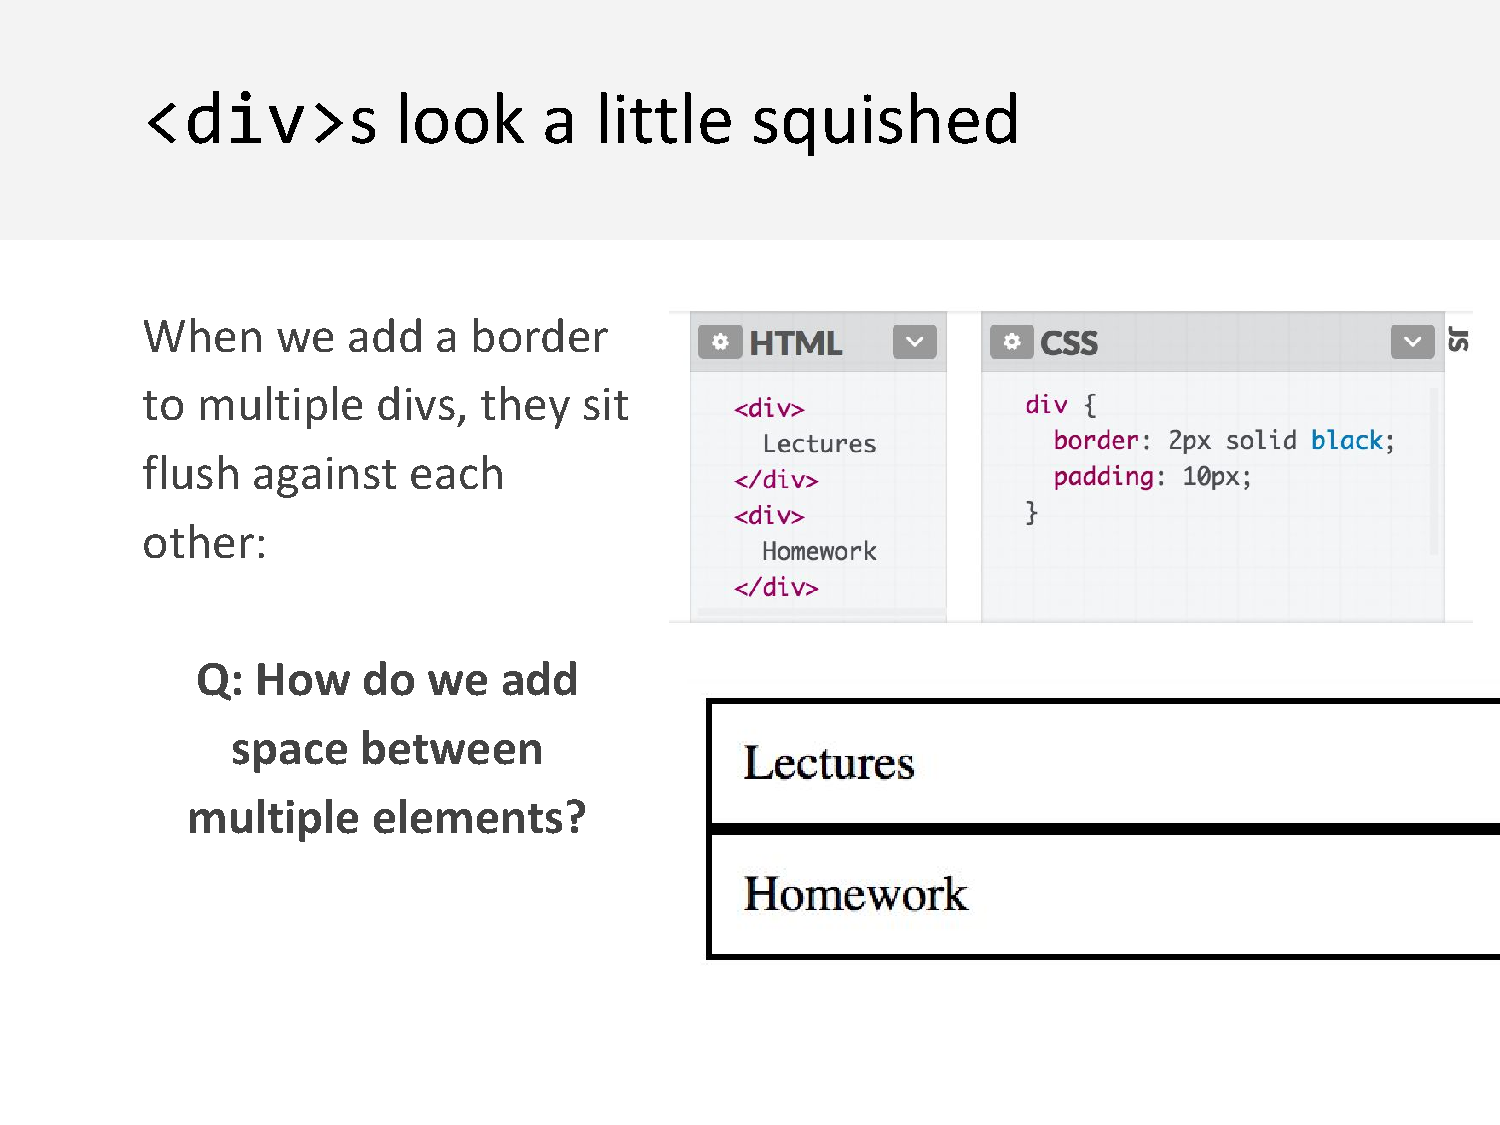 <div>s look a little squished
When we add a border
to multiple divs, they sit
flush against each
other:
Q: How do we add
space between
multiple elements?
HTML
<div>
Lectures
</div>
<div>
Homework
</div>
CSS
div {
border: 2px solid black;
padding: 10px;
}
JS
Lectures
Homework